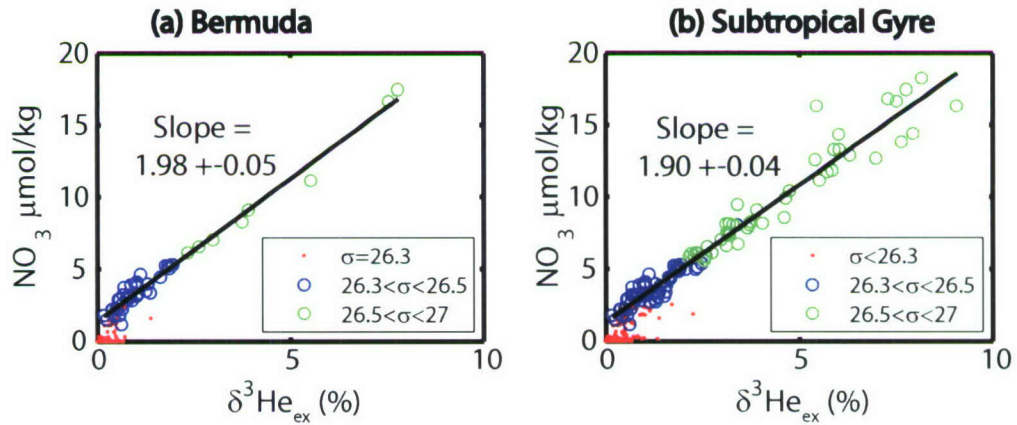 (a) Bermuda
20
15
10
5
0
0
5
10
NO3 μmol/kg
Slope =
1.98 +-0.05
σ=26.3
26.3<σ<26.5
26.5<σ<27
δ³Heex (%)
(b) Subtropical Gyre
20
15
10
5
0
0
5
10
NO3 μmol/kg
Slope =
1.90 +-0.04
σ<26.3
26.3<σ<26.5
26.5<σ<27
δ³Heex (%)